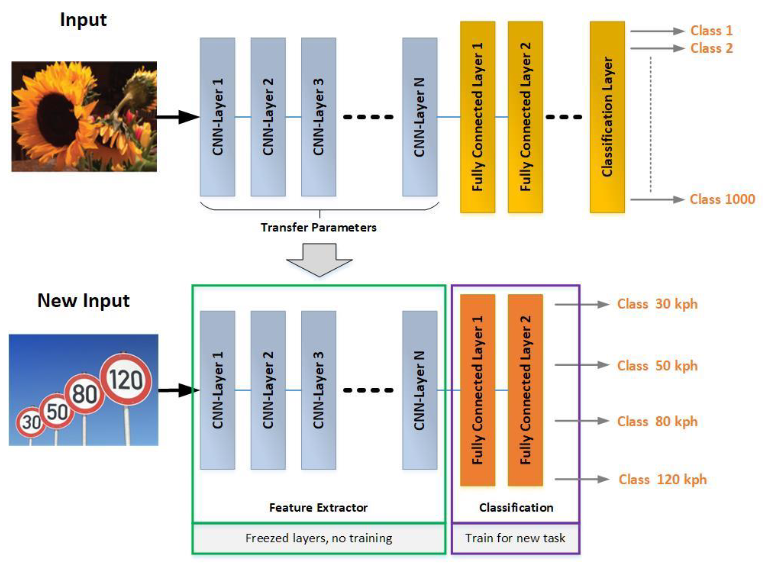 Input
CNN-Layer 1
CNN-Layer 2
CNN-Layer 3
CNN-Layer N
Fully Connected Layer 1
Fully Connected Layer 2
Classification Layer
Class 1
Class 2
Class 1000
Transfer Parameters
New Input
30
50
80
120
CNN-Layer 1
CNN-Layer 2
CNN-Layer 3
CNN-Layer N
Fully Connected Layer 1
Fully Connected Layer 2
Class 30 kph
Class 50 kph
Class 80 kph
Class 120 kph
Feature Extractor
Classification
Freezed layers, no training
Train for new task